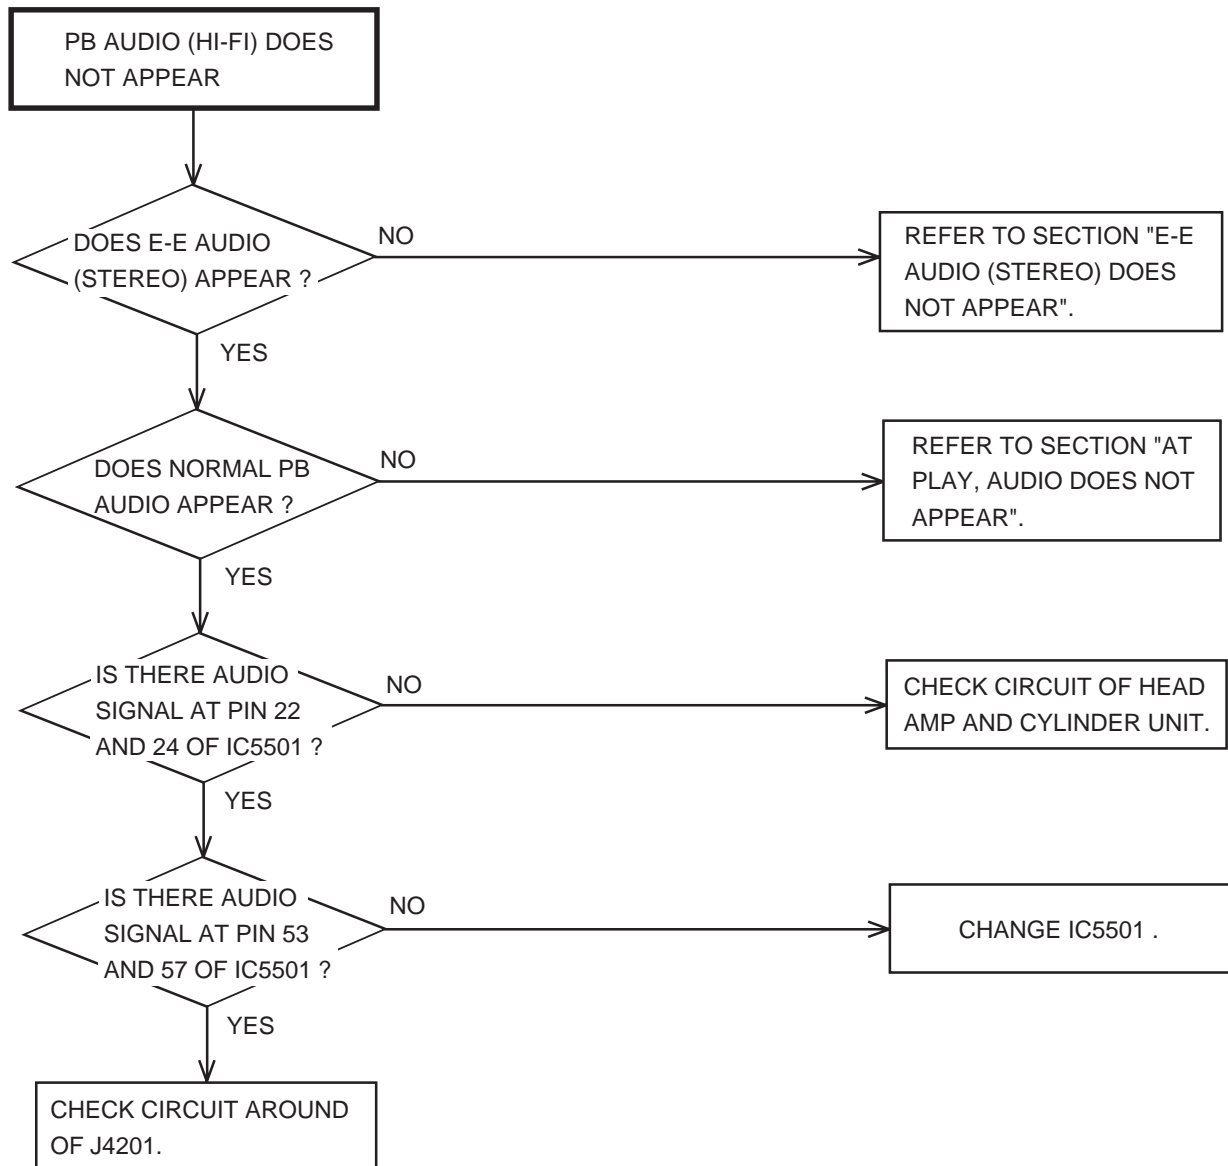 PB AUDIO (HI-FI) DOES
NOT APPEAR
DOES E-E AUDIO
(STEREO) APPEAR ?
NO
REFER TO SECTION "E-E
AUDIO (STEREO) DOES
NOT APPEAR".
YES
DOES NORMAL PB
AUDIO APPEAR ?
NO
REFER TO SECTION "AT
PLAY, AUDIO DOES NOT
APPEAR".
YES
IS THERE AUDIO
SIGNAL AT PIN 22
AND 24 OF IC5501 ?
NO
CHECK CIRCUIT OF HEAD
AMP AND CYLINDER UNIT.
YES
IS THERE AUDIO
SIGNAL AT PIN 53
AND 57 OF IC5501 ?
NO
CHANGE IC5501 .
YES
CHECK CIRCUIT AROUND
OF J4201.